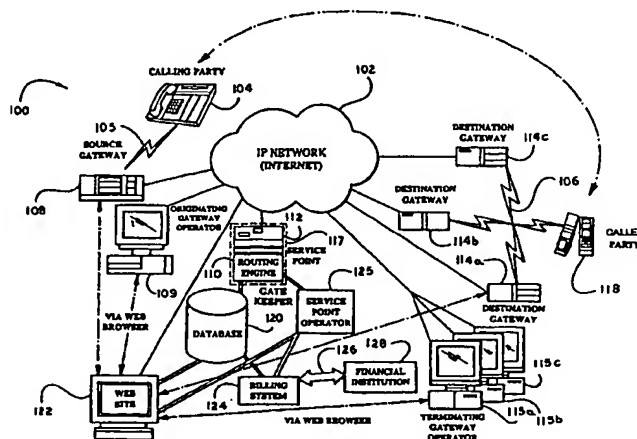 100
CALLING PARTY
104
105
SOURCE GATEWAY
108
102
IP NETWORK
(INTERNET)
DESTINATION
GATEWAY
114c
106
DESTINATION
GATEWAY
114b
CALLED
PARTY
118
114a
DESTINATION
GATEWAY
ORIGINATING
GATEWAY
OPERATOR
109
112
117
SERVICE
POINT
110
ROUTING
ENGINE
GATE
KEEPER
125
SERVICE
POINT
OPERATOR
DATABASE
120
VIA WEB
BROWSER
122
WEB
SITE
124
BILLING
SYSTEM
126
128
FINANCIAL
INSTITUTION
VIA WEB BROWSER
TERMINATING
GATEWAY
OPERATOR
115a
115b
115c